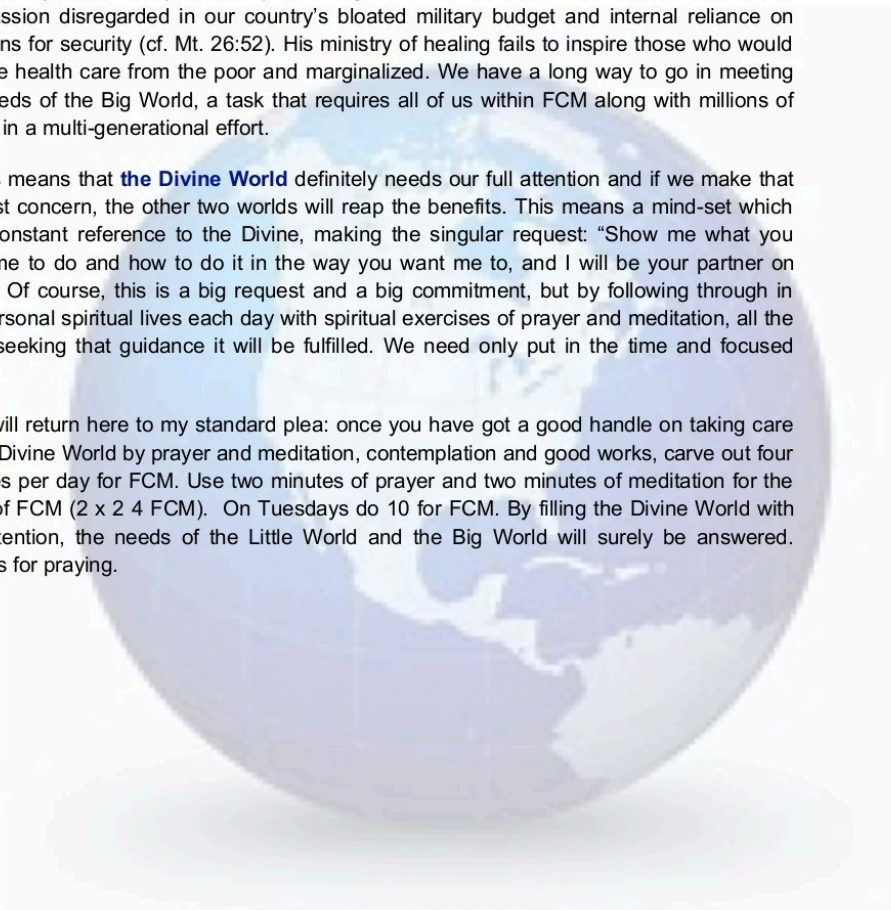 ssion disregarded in our country’s bloated military budget and internal reliance on
ns for security (cf. Mt. 26:52). His ministry of healing fails to inspire those who would
e health care from the poor and marginalized. We have a long way to go in meeting
eds of the Big World, a task that requires all of us within FCM along with millions of
in a multi-generational effort.
means that the Divine World definitely needs our full attention and if we make that
st concern, the other two worlds will reap the benefits. This means a mind-set which
onstant reference to the Divine, making the singular request: “Show me what you
me to do and how to do it in the way you want me to, and I will be your partner on
Of course, this is a big request and a big commitment, but by following through in
rsonal spiritual lives each day with spiritual exercises of prayer and meditation, all the
seeking that guidance it will be fulfilled. We need only put in the time and focused
will return here to my standard plea: once you have got a good handle on taking care
Divine World by prayer and meditation, contemplation and good works, carve out four
s per day for FCM. Use two minutes of prayer and two minutes of meditation for the
of FCM (2 x 2 4 FCM).  On Tuesdays do 10 for FCM. By filling the Divine World with
tention, the needs of the Little World and the Big World will surely be answered.
s for praying.